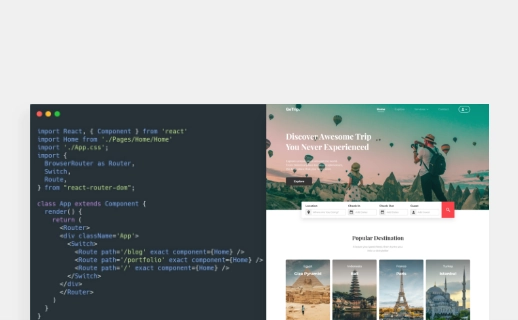 import React, { Component } from 'react'
import Home from './Pages/Home/Home'
import './App.css';
import {
BrowserRouter as Router,
Switch,
Route,
} from "react-router-dom";
class App extends Component {
render() {
return (
<Router>
<div className='App'>
<Switch>
<Route path='/blog' exact component={Home} />
<Route path='/portfolio' exact component={Home} />
<Route path='/' exact component={Home} />
</Switch>
</div>
</Router>
)
}
}
Home
Discover Awesome Trip
You Never Experienced
Popular Destination
Giza Pyramid
Bali
Paris
Istanbul